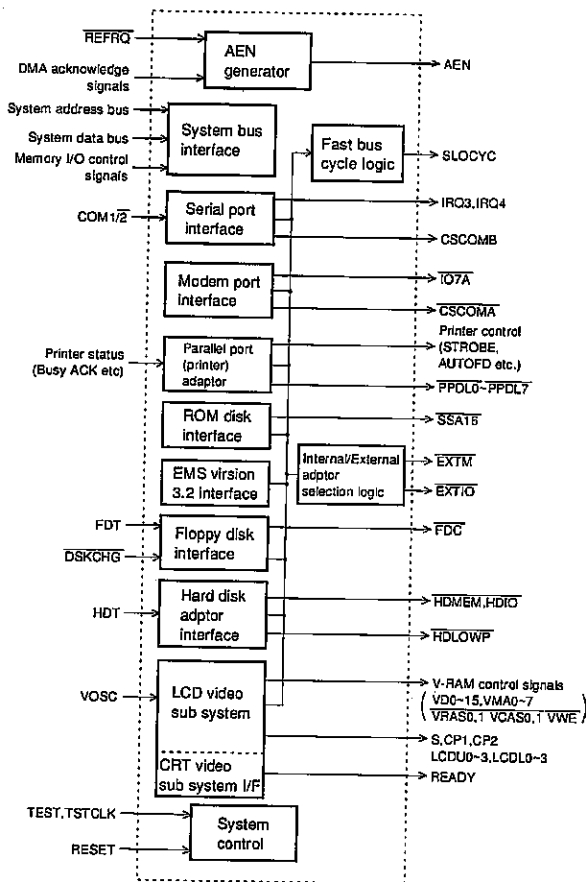 REFRQ
AEN
generator
AEN
DMA acknowledge
signals
System address bus
System data bus
Memory I/O control
signals
System bus
interface
Fast bus
cycle logic
SLOCYC
COM1/2
Serial port
interface
IRQ3,IRQ4
CSCOMB
Modem port
interface
IO7A
CSCOMA
Printer status
(Busy ACK etc)
Parallel port
(printer)
adaptor
Printer control
(STROBE,
AUTOFD etc.)
PPDL0~PPDL7
ROM disk
interface
SSA16
EMS virsion
3.2 interface
Internal/External
adptor
selection logic
EXTM
EXTIO
FDT
DSKCHG
Floppy disk
interface
FDC
HDT
Hard disk
adptor
interface
HDMEM,HDIO
HDLOWP
VOSC
LCD video
sub system
V-RAM control signals
(VD0~15,VMA0~7
VRAS0,1 VCAS0,1 VWE)
S,CP1,CP2
LCDU0~3,LCDL0~3
CRT video
sub system I/F
READY
TEST,TSTCLK
RESET
System
control